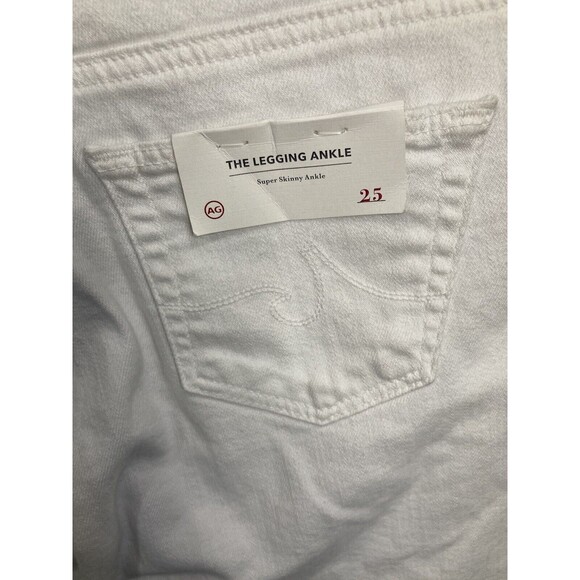 THE LEGGING ANKLE
Super Skinny Ankle
AG
25